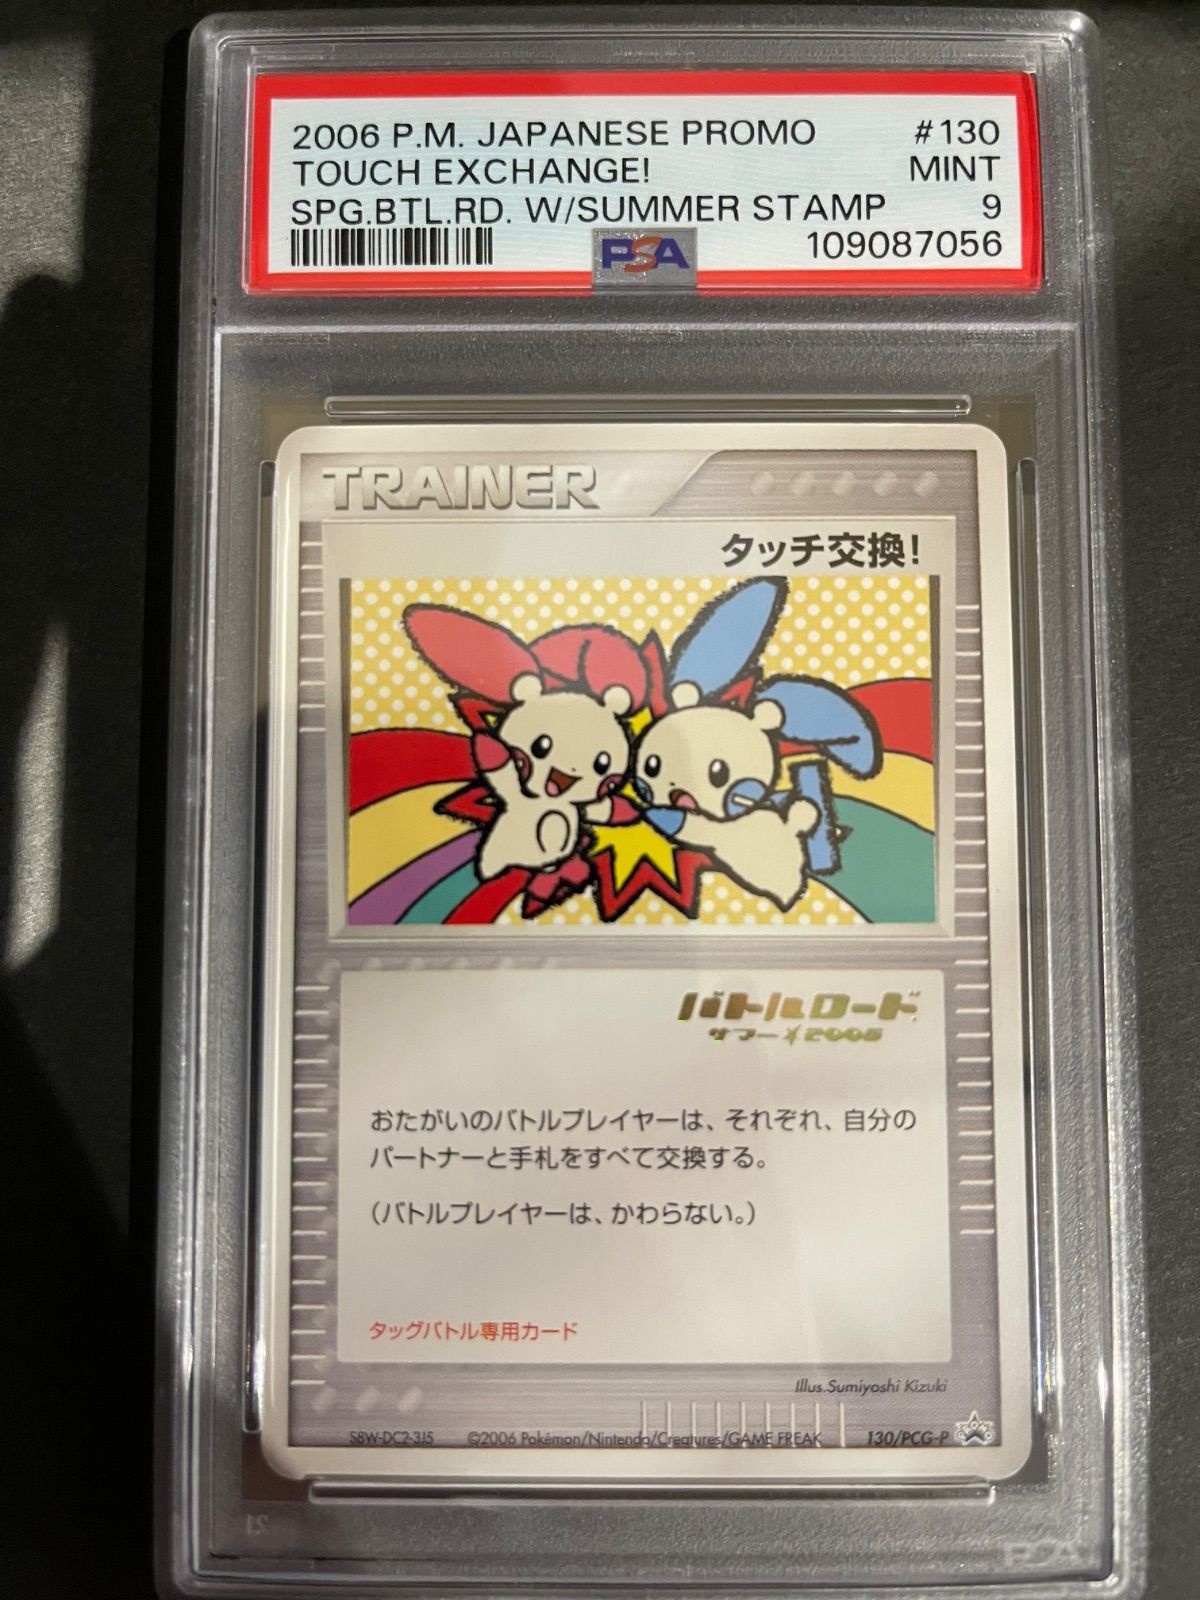 2006 P.M. JAPANESE PROMO #130
TOUCH EXCHANGE! MINT
SPG.BTL.RD. W/SUMMER STAMP 9
PSA 109087056
TRAINER
タッチ交換!
バトルロード
サマー★2006
おたがいのバトルプレイヤーは、それぞれ、自分の
パートナーと手札をすべて交換する。
(バトルプレイヤーは、かわらない。)
タッグバトル専用カード
Illus.Sumiyoshi Kizuki
S8W-DC2-3J5 ©2006 Pokémon/Nintendo/Creatures/GAME FREAK 130/PCG-P
PSA